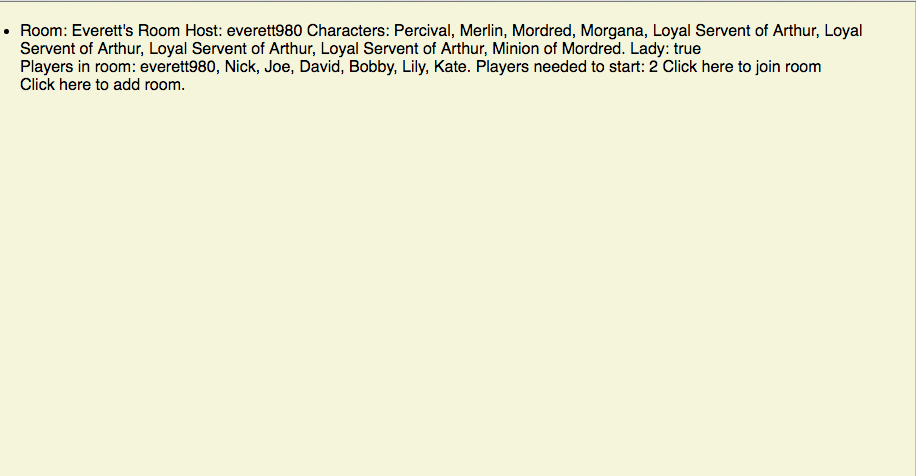 Room: Everett's Room Host: everett980 Characters: Percival, Merlin, Mordred, Morgana, Loyal Servent of Arthur, Loyal
Servent of Arthur, Loyal Servent of Arthur, Loyal Servent of Arthur, Minion of Mordred. Lady: true
Players in room: everett980, Nick, Joe, David, Bobby, Lily, Kate. Players needed to start: 2 Click here to join room
Click here to add room.